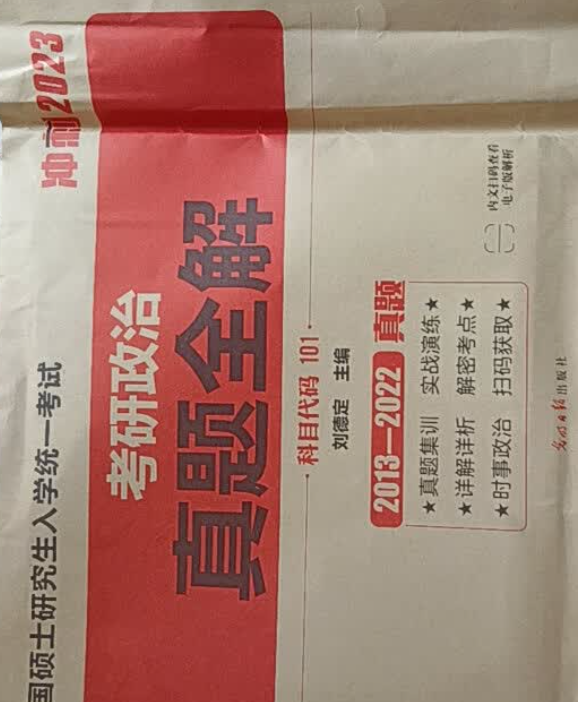 冲刺2023
国硕士研究生入学统一考试
考研政治
真题全解
科目代码 101
刘德定 主编
2013—2022 真题
★真题集训 实战演练★
★详解详析 解密考点★
★时事政治 扫码获取★
内文扫码查看
电子版解析
光明日报出版社